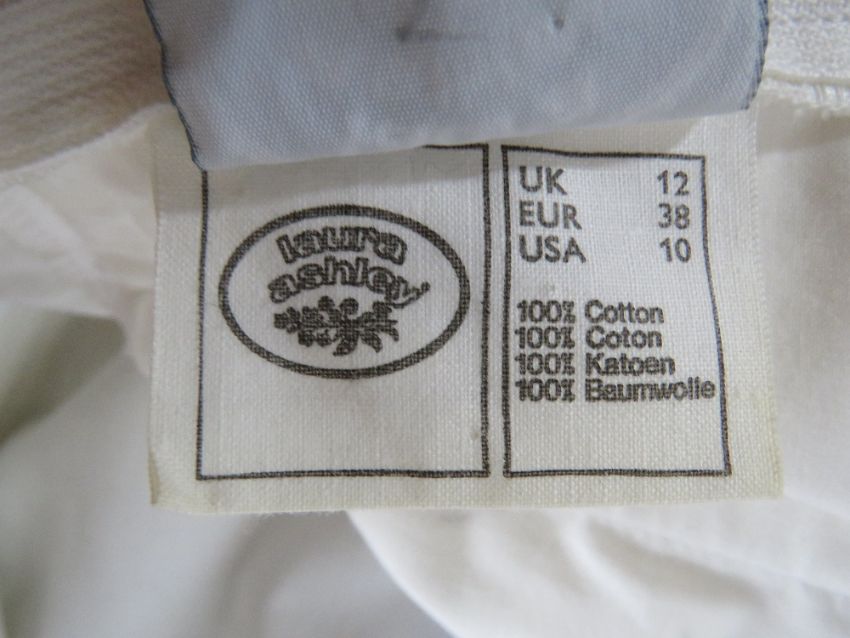 laura
ashley
UK 12
EUR 38
USA 10
100% Cotton
100% Coton
100% Katoen
100% Baumwolle